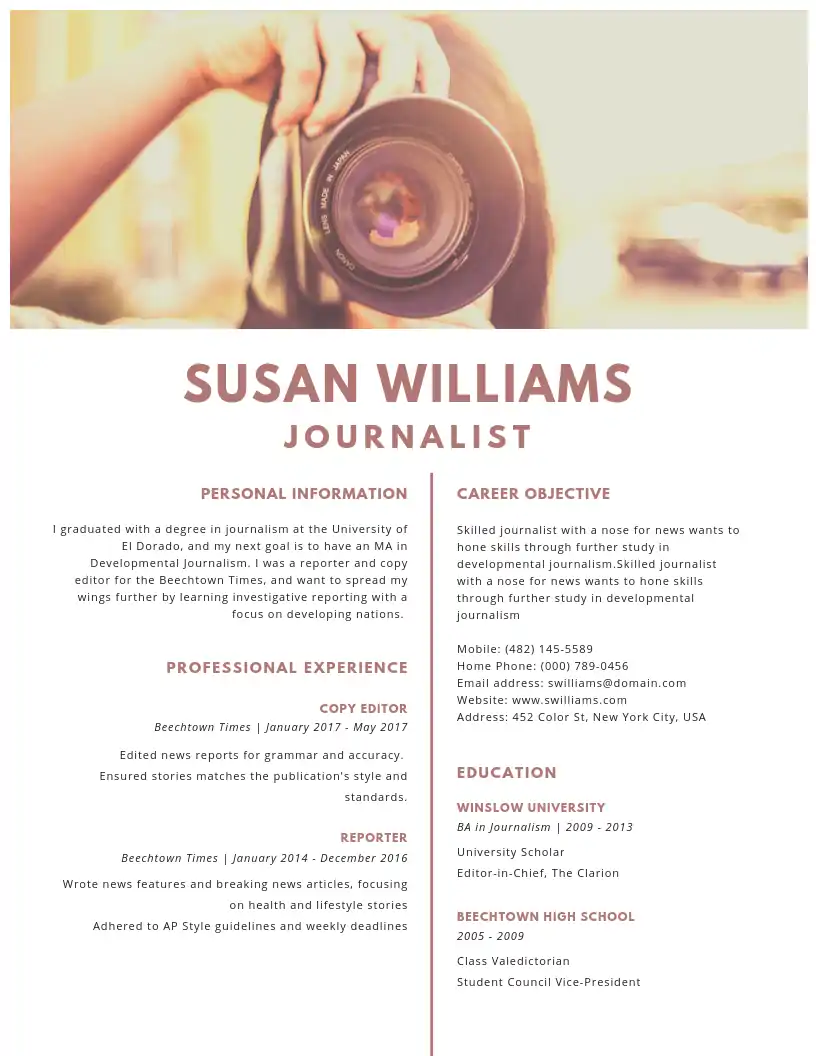 CANON
LENS MADE IN JAPAN
SUSAN WILLIAMS
JOURNALIST
PERSONAL INFORMATION
I graduated with a degree in journalism at the University of
El Dorado, and my next goal is to have an MA in
Developmental Journalism. I was a reporter and copy
editor for the Beechtown Times, and want to spread my
wings further by learning investigative reporting with a
focus on developing nations.
PROFESSIONAL EXPERIENCE
COPY EDITOR
Beechtown Times | January 2017 - May 2017
Edited news reports for grammar and accuracy.
Ensured stories matches the publication's style and
standards.
REPORTER
Beechtown Times | January 2014 - December 2016
Wrote news features and breaking news articles, focusing
on health and lifestyle stories
Adhered to AP Style guidelines and weekly deadlines
CAREER OBJECTIVE
Skilled journalist with a nose for news wants to
hone skills through further study in
developmental journalism.Skilled journalist
with a nose for news wants to hone skills
through further study in developmental
journalism
Mobile: (482) 145-5589
Home Phone: (000) 789-0456
Email address: swilliams@domain.com
Website: www.swilliams.com
Address: 452 Color St, New York City, USA
EDUCATION
WINSLOW UNIVERSITY
BA in Journalism | 2009 - 2013
University Scholar
Editor-in-Chief, The Clarion
BEECHTOWN HIGH SCHOOL
2005 - 2009
Class Valedictorian
Student Council Vice-President